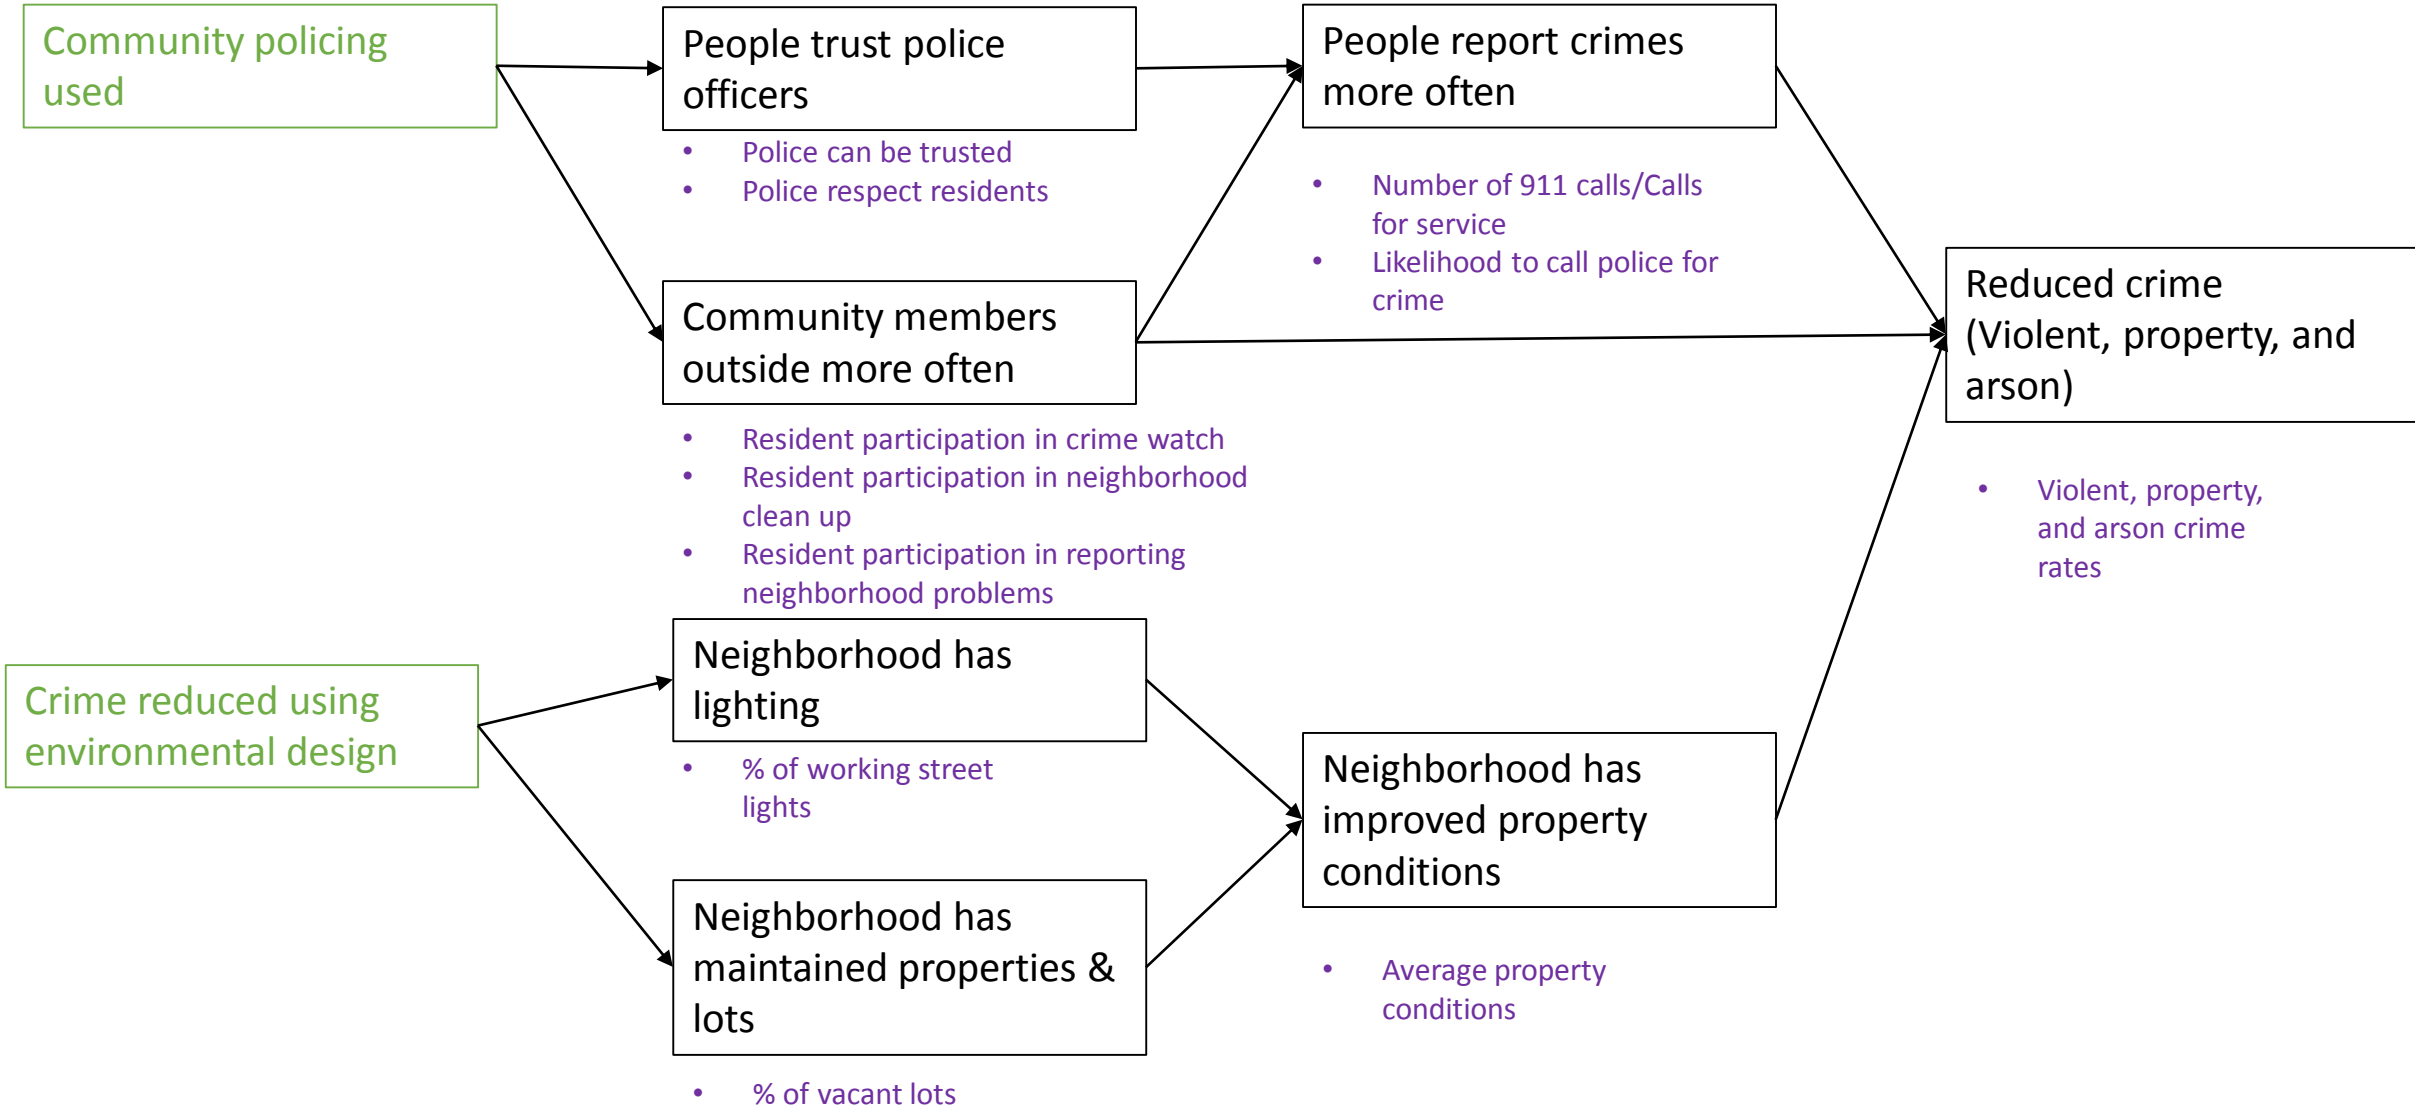 Community policing
used
People trust police
officers
• Police can be trusted
• Police respect residents
People report crimes
more often
• Number of 911 calls/Calls
for service
• Likelihood to call police for
crime
Community members
outside more often
• Resident participation in crime watch
• Resident participation in neighborhood
clean up
• Resident participation in reporting
neighborhood problems
Reduced crime
(Violent, property, and
arson)
• Violent, property,
and arson crime
rates
Crime reduced using
environmental design
Neighborhood has
lighting
• % of working street
lights
Neighborhood has
maintained properties &
lots
• % of vacant lots
Neighborhood has
improved property
conditions
• Average property
conditions